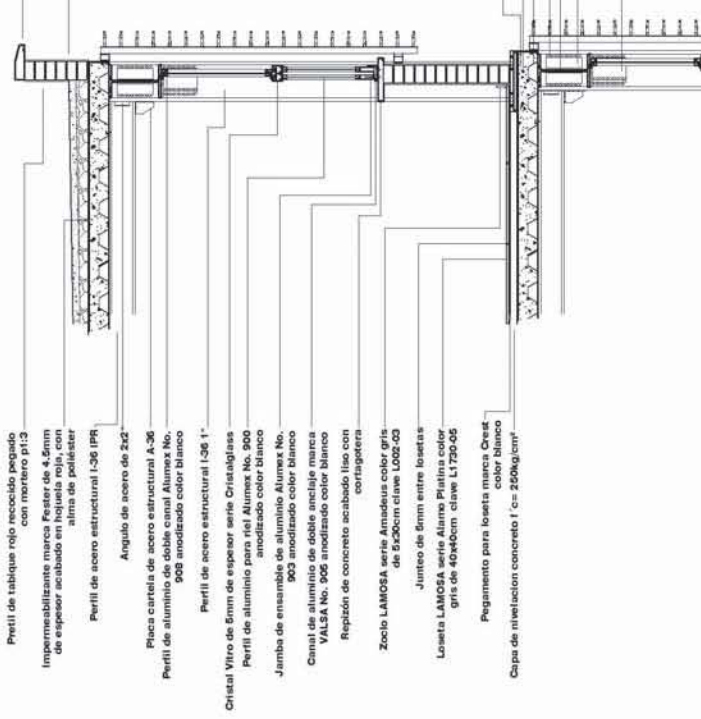 Pretil de tabique rojo recocido pegado
con mortero p1:3
Impermeabilizante marca Fester de 4.5mm
de espesor acabado en hojuela roja, con
alma de poliéster
Perfil de acero estructural I-36 IPR
Angulo de acero de 2x2"
Placa cartela de acero estructural A-36
Perfil de aluminio de doble canal Alumex No.
908 anodizado color blanco
Perfil de acero estructural I-36 1"
Cristal Vitro de 5mm de espesor serie Cristalglass
Perfil de aluminio para riel Alumex No. 900
anodizado color blanco
Jamba de ensamble de aluminio Alumex No.
903 anodizado color blanco
Canal de aluminio de doble anclaje marca
VALSA No. 905 anodizado color blanco
Repizón de concreto acabado liso con
cortagotera
Zoclo LAMOSA serie Amadeus color gris
de 5x30cm clave L002-03
Junteo de 5mm entre losetas
Loseta LAMOSA serie Alamo Platina color
gris de 40x40cm clave L1730-05
Pegamento para loseta marca Crest
color blanco
Capa de nivelacion concreto f´c= 250kg/cm²